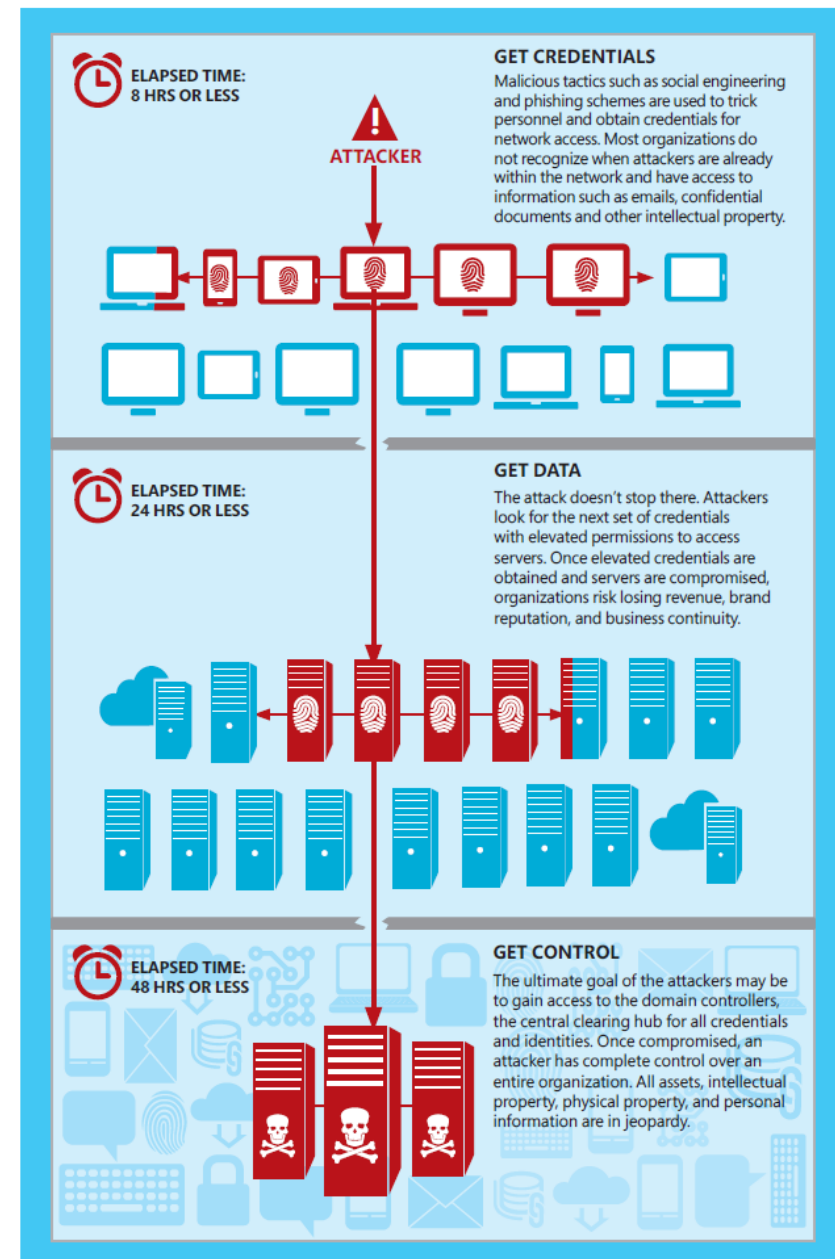 ELAPSED TIME:
8 HRS OR LESS
ATTACKER
GET CREDENTIALS
Malicious tactics such as social engineering
and phishing schemes are used to trick
personnel and obtain credentials for
network access. Most organizations do
not recognize when attackers are already
within the network and have access to
information such as emails, confidential
documents and other intellectual property.
ELAPSED TIME:
24 HRS OR LESS
GET DATA
The attack doesn’t stop there. Attackers
look for the next set of credentials
with elevated permissions to access
servers. Once elevated credentials are
obtained and servers are compromised,
organizations risk losing revenue, brand
reputation, and business continuity.
ELAPSED TIME:
48 HRS OR LESS
GET CONTROL
The ultimate goal of the attackers may be
to gain access to the domain controllers,
the central clearing hub for all credentials
and identities. Once compromised, an
attacker has complete control over an
entire organization. All assets, intellectual
property, physical property, and personal
information are in jeopardy.